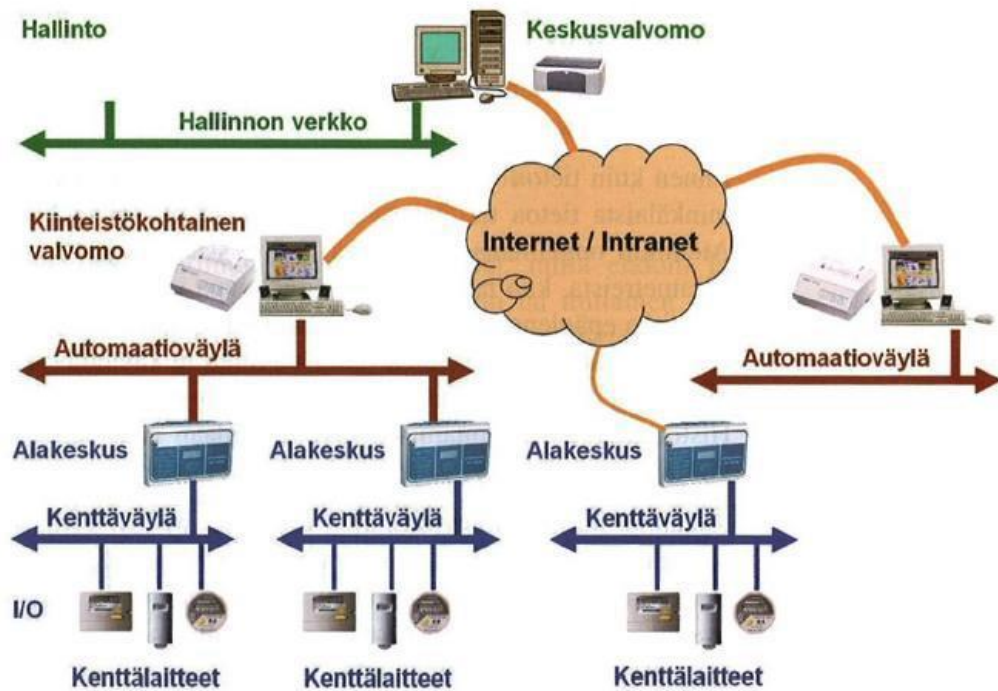 Hallinto
Keskusvalvomo
Hallinnon verkko
Kiinteistökohtainen
valvomo
Internet / Intranet
Automaatioväylä
Automaatioväylä
Alakeskus
Alakeskus
Alakeskus
Kenttäväylä
Kenttäväylä
Kenttäväylä
I/O
Kenttälaitteet
Kenttälaitteet
Kenttälaitteet